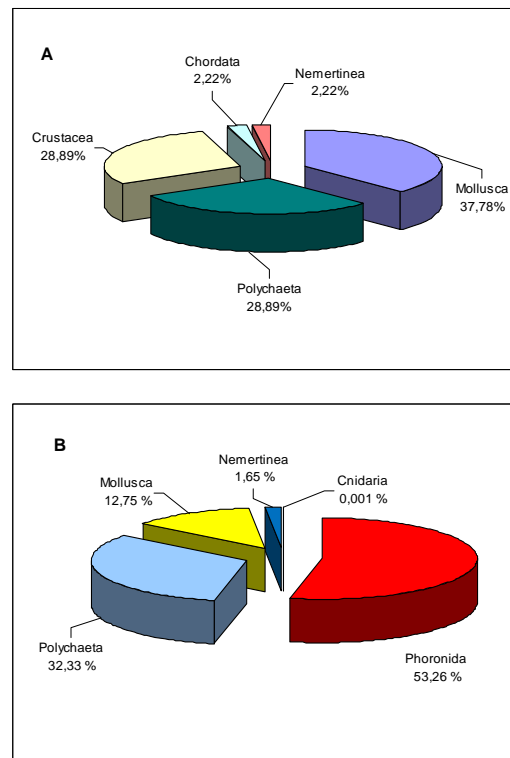 A
Chordata
2,22%
Nemertinea
2,22%
Crustacea
28,89%
Mollusca
37,78%
Polychaeta
28,89%
B
Nemertinea
1,65 %
Cnidaria
0,001 %
Mollusca
12,75 %
Polychaeta
32,33 %
Phoronida
53,26 %